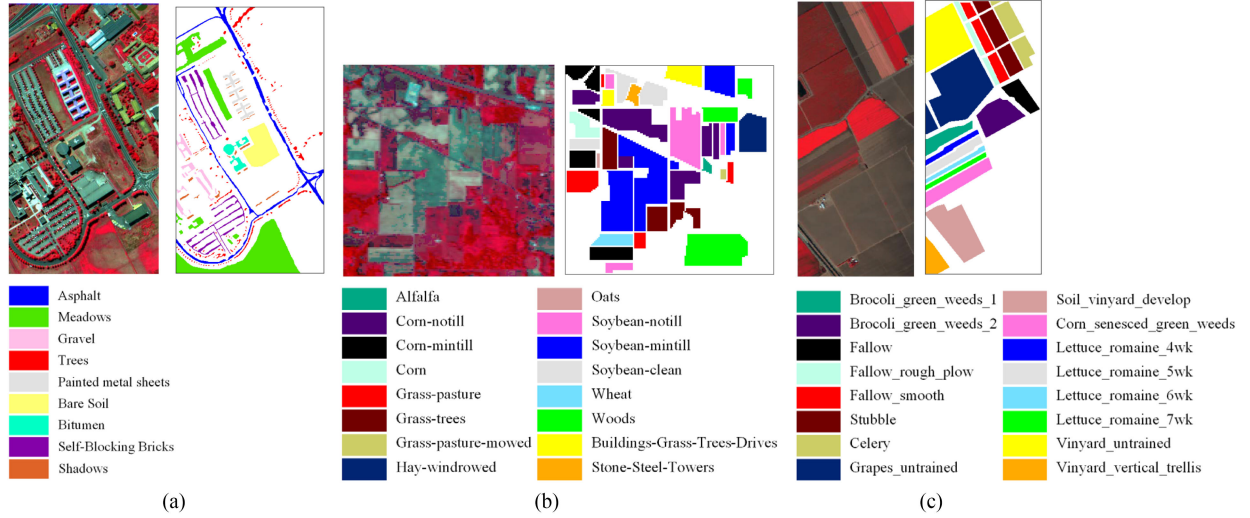 Asphalt
Meadows
Gravel
Trees
Painted metal sheets
Bare Soil
Bitumen
Self-Blocking Bricks
Shadows
(a)
Alfalfa
Corn-notill
Corn-mintill
Corn
Grass-pasture
Grass-trees
Grass-pasture-mowed
Hay-windrowed
Oats
Soybean-notill
Soybean-mintill
Soybean-clean
Wheat
Woods
Buildings-Grass-Trees-Drives
Stone-Steel-Towers
(b)
Brocoli_green_weeds_1
Brocoli_green_weeds_2
Fallow
Fallow_rough_plow
Fallow_smooth
Stubble
Celery
Grapes_untrained
Soil_vinyard_develop
Corn_senesced_green_weeds
Lettuce_romaine_4wk
Lettuce_romaine_5wk
Lettuce_romaine_6wk
Lettuce_romaine_7wk
Vinyard_untrained
Vinyard_vertical_trellis
(c)